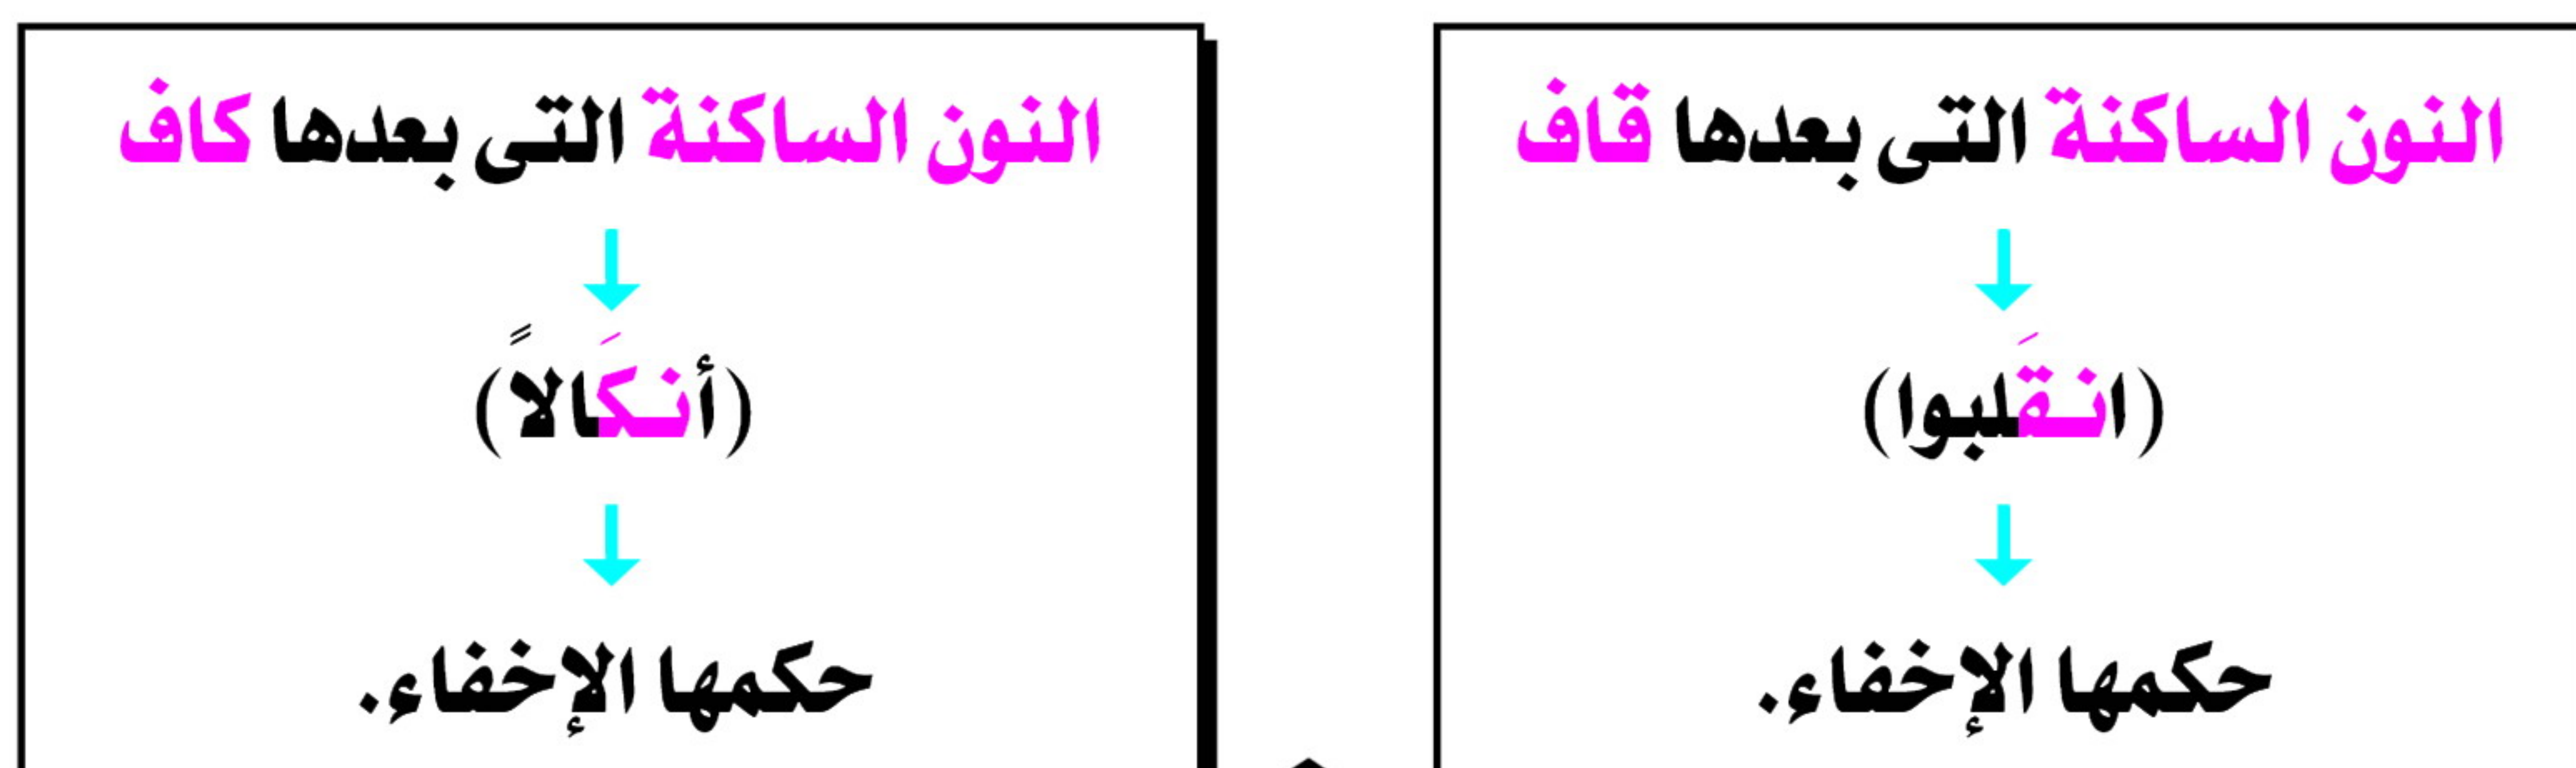 النون الساكنة التى بعدها قاف
(انـقَلبوا)
حكمها الإخفاء.
النون الساكنة التى بعدها كاف
(أنـكَالاً)
حكمها الإخفاء.